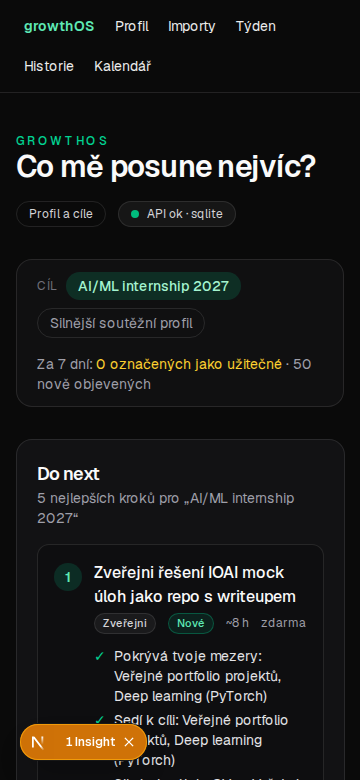 growthOS Profil Importy Týden
Historie Kalendář
GROWTHOS
Co mě posune nejvíc?
Profil a cíle API ok · sqlite
CÍL AI/ML internship 2027
Silnější soutěžní profil
Za 7 dní: 0 označených jako užitečné · 50
nově objevených
Do next
5 nejlepších kroků pro „AI/ML internship
2027“
1 Zveřejni řešení IOAI mock
úloh jako repo s writeupem
Zveřejni Nové ~8 h zdarma
✓ Pokrývá tvoje mezery:
Veřejné portfolio projektů,
Deep learning (PyTorch)
✓ Sedí k cíli: Veřejné portfolio
Deep learning
(PyTorch)
N 1 Insight ×